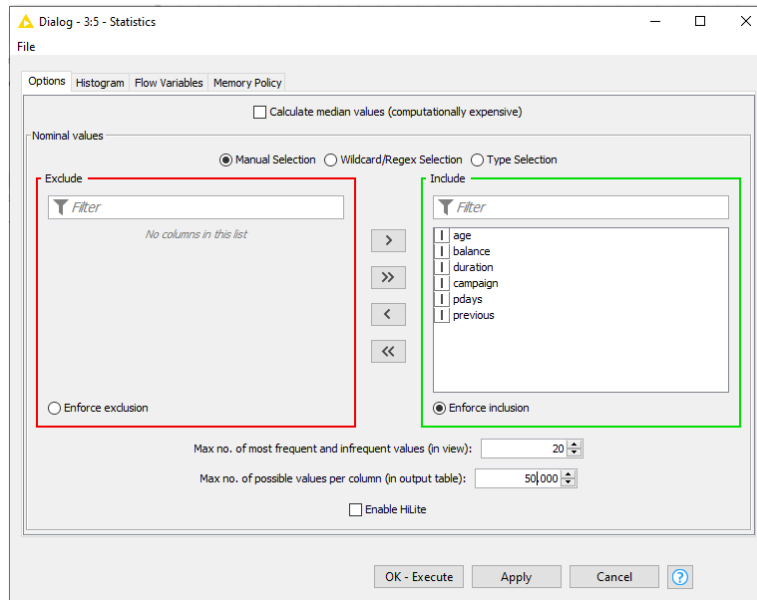 Dialog - 3:5 - Statistics
File
Options Histogram Flow Variables Memory Policy
Calculate median values (computationally expensive)
Nominal values
Manual Selection Wildcard/Regex Selection Type Selection
Exclude
Include
Filter
Filter
No columns in this list
>
>>
<
<<
I age
I balance
I duration
I campaign
I pdays
I previous
Enforce exclusion
Enforce inclusion
Max no. of most frequent and infrequent values (in view): 20
Max no. of possible values per column (in output table): 50,000
Enable HiLite
OK - Execute Apply Cancel ?